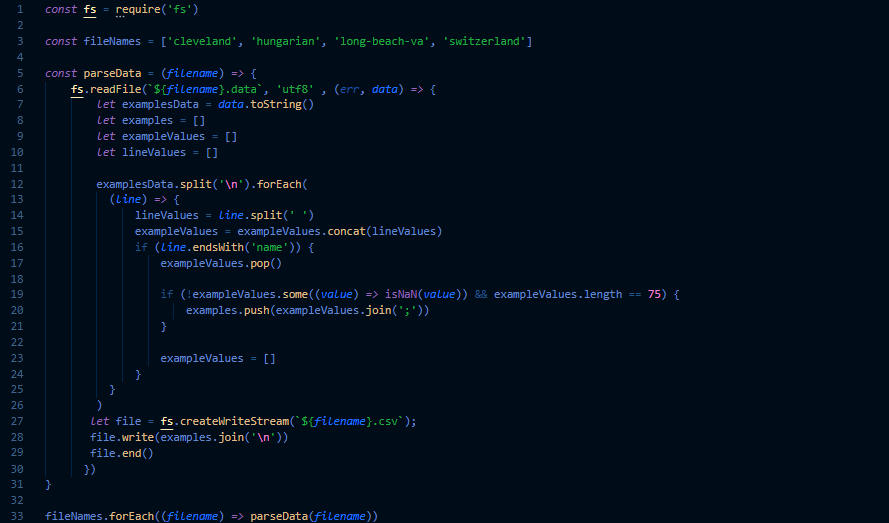 1 const fs = require('fs')
2
3 const fileNames = ['cleveland', 'hungarian', 'long-beach-va', 'switzerland']
4
5 const parseData = (filename) => {
6     fs.readFile(`${filename}.data`, 'utf8' , (err, data) => {
7         let examplesData = data.toString()
8         let examples = []
9         let exampleValues = []
10         let lineValues = []
11
12         examplesData.split('\n').forEach(
13           (line) => {
14               lineValues = line.split(' ')
15               exampleValues = exampleValues.concat(lineValues)
16               if (line.endsWith('name')) {
17                   exampleValues.pop()
18
19                   if (!exampleValues.some((value) => isNaN(value)) && exampleValues.length == 75) {
20                       examples.push(exampleValues.join(';'))
21                   }
22
23                   exampleValues = []
24               }
25           }
26         )
27        let file = fs.createWriteStream(`${filename}.csv`);
28        file.write(examples.join('\n'))
29        file.end()
30       })
31 }
32
33 fileNames.forEach((filename) => parseData(filename))